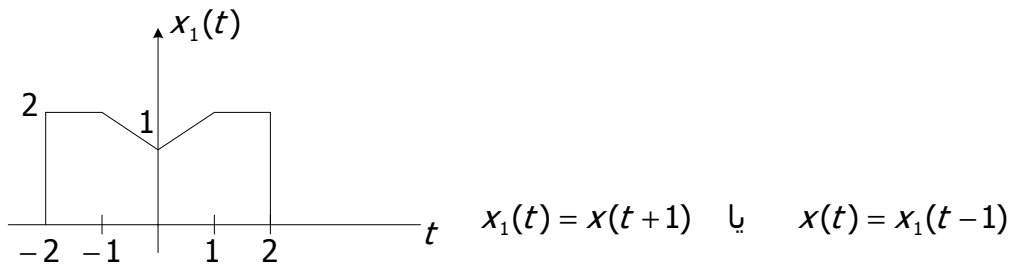 x₁(t)
2
1
−2 −1 1 2 t
x₁(t) = x(t + 1) یا x(t) = x₁(t − 1)